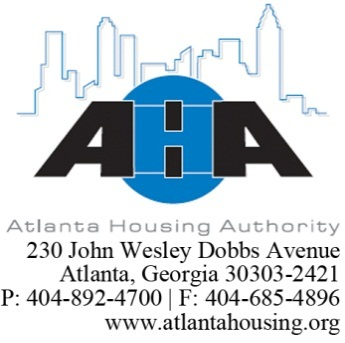 AHA
Atlanta Housing Authority
230 John Wesley Dobbs Avenue
Atlanta, Georgia 30303-2421
P: 404-892-4700 | F: 404-685-4896
www.atlantahousing.org